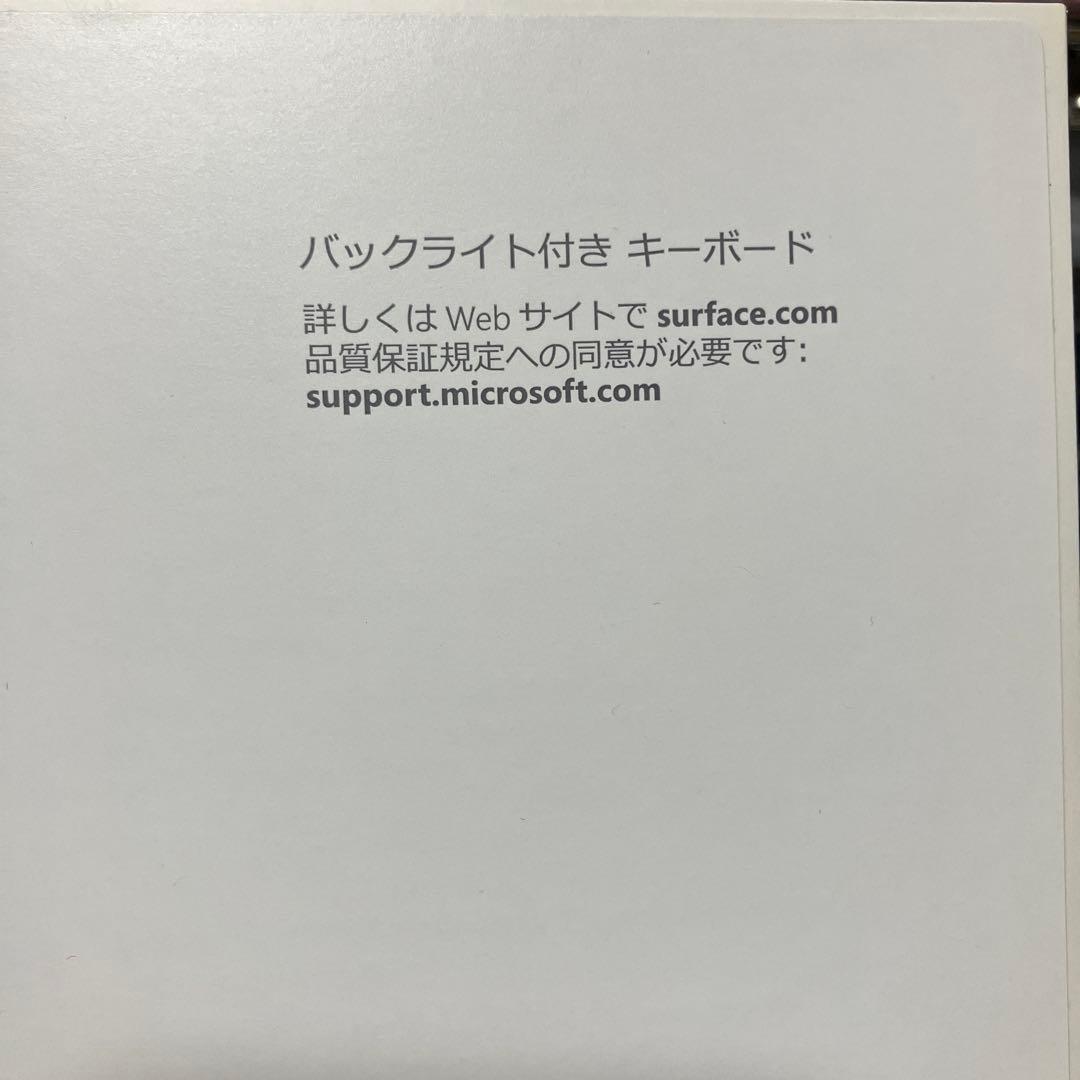 バックライト付き キーボード
詳しくは Web サイトで surface.com
品質保証規定への同意が必要です:
support.microsoft.com